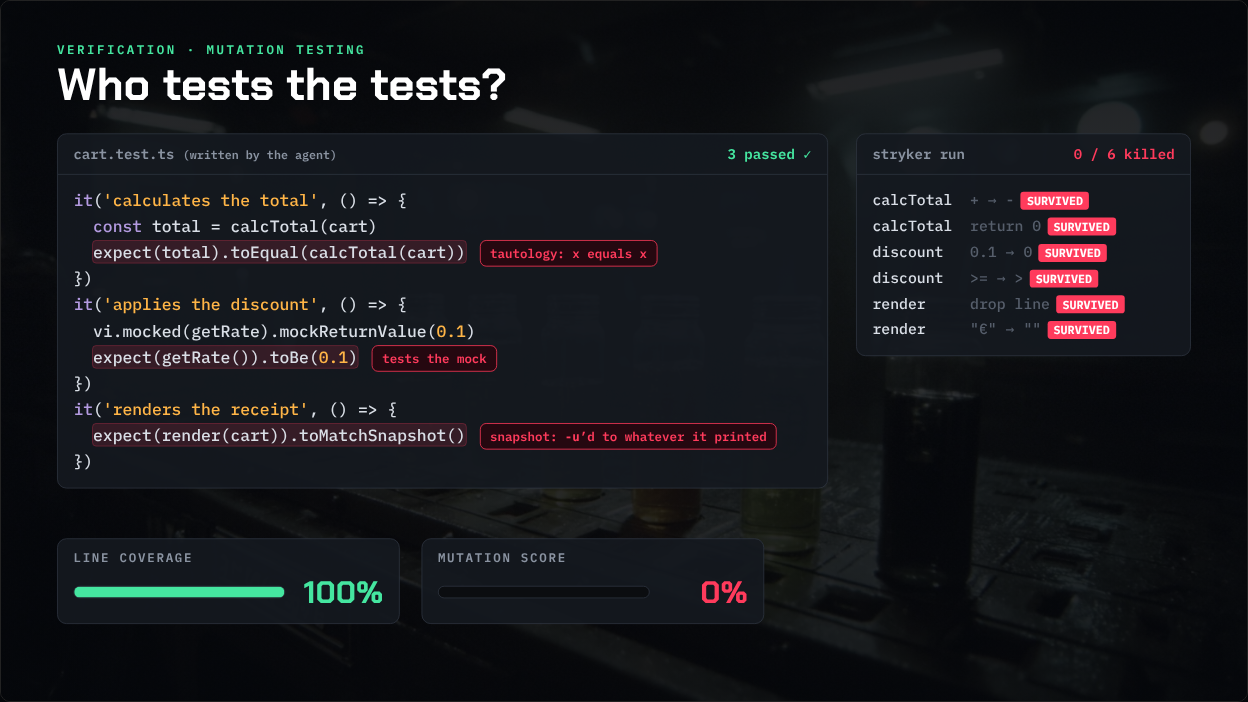 VERIFICATION · MUTATION TESTING
Who tests the tests?
cart.test.ts (written by the agent)
3 passed ✓
it('calculates the total', () => {
const total = calcTotal(cart)
expect(total).toEqual(calcTotal(cart)) tautology: x equals x
})
it('applies the discount', () => {
vi.mocked(getRate).mockReturnValue(0.1)
expect(getRate()).toBe(0.1) tests the mock
})
it('renders the receipt', () => {
expect(render(cart)).toMatchSnapshot() snapshot: -u’d to whatever it printed
})
stryker run 0 / 6 killed
calcTotal + → - SURVIVED
calcTotal return 0 SURVIVED
discount 0.1 → 0 SURVIVED
discount >= → > SURVIVED
render drop line SURVIVED
render "€" → "" SURVIVED
LINE COVERAGE
100%
MUTATION SCORE
0%